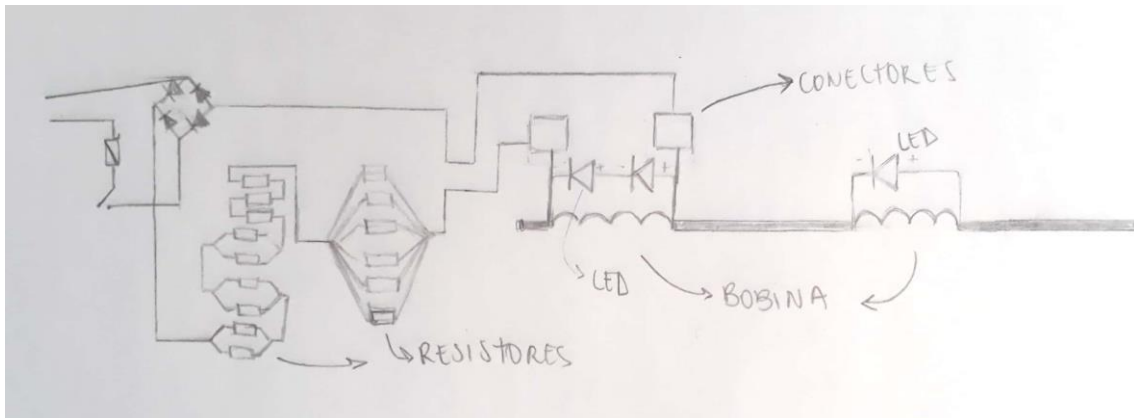 CONECTORES
LED
LED
BOBINA
RESISTORES